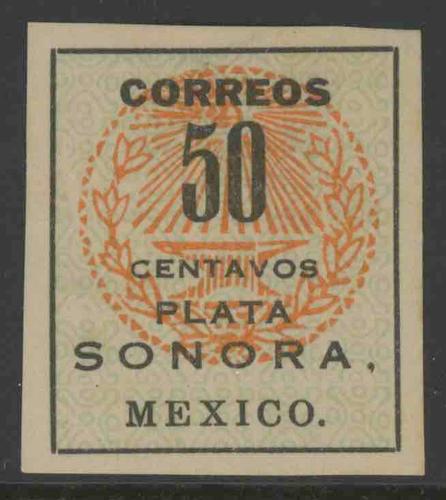 CORREOS
50
CENTAVOS
PLATA
SONORA,
MEXICO.